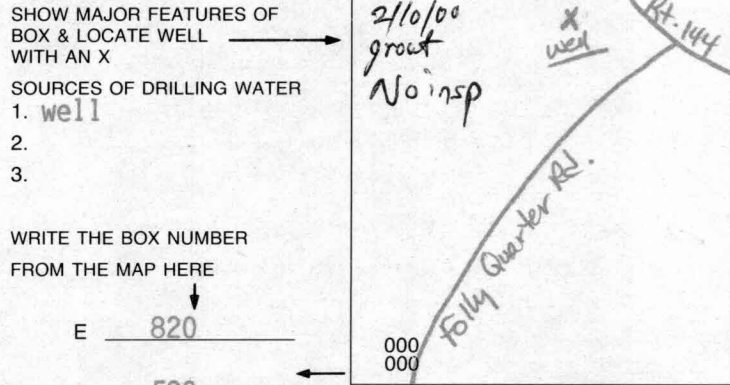 SHOW MAJOR FEATURES OF
BOX & LOCATE WELL
WITH AN X
SOURCES OF DRILLING WATER
1. well
2.
3.
WRITE THE BOX NUMBER
FROM THE MAP HERE
E 820
2/10/00
grout
No insp
X
well
Rt. 144
Folly Quarter Rd.
000
000